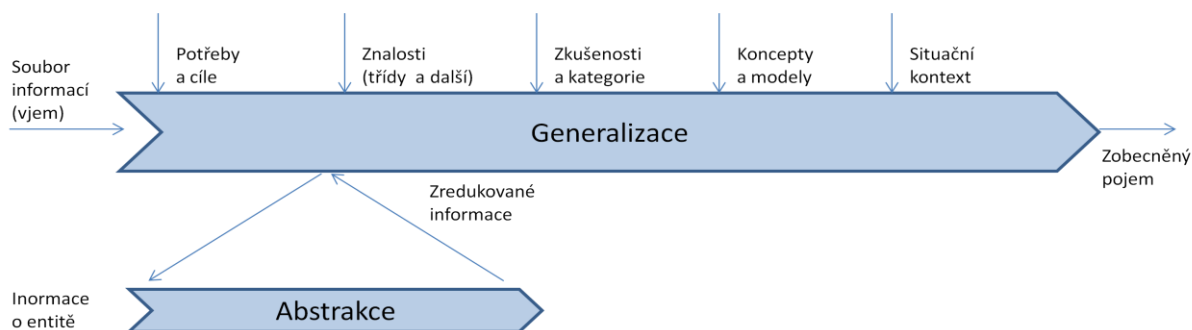 Soubor
informací
(vjem)
Potřeby
a cíle
Znalosti
(třídy a další)
Zkušenosti
a kategorie
Koncepty
a modely
Situační
kontext
Generalizace
Zobecněný
pojem
Zredukované
informace
Inormace
o entitě
Abstrakce